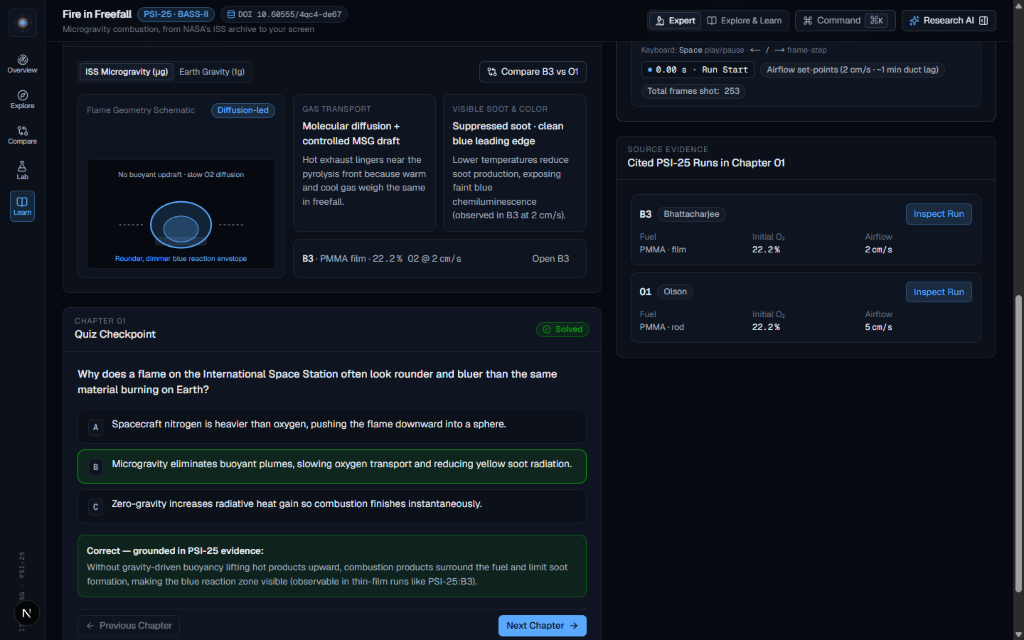 Fire in Freefall
PSI-25 · BASS-II
DOI 10.60555/4qc4-de67
Microgravity combustion, from NASA's ISS archive to your screen
Expert
Explore & Learn
Command
⌘K
Research AI
Overview
Explore
Compare
Lab
Learn
ISS Microgravity (µg)
Earth Gravity (1g)
Compare B3 vs O1
Flame Geometry Schematic
Diffusion-led
No buoyant updraft · slow O2 diffusion
Rounder, dimmer blue reaction envelope
GAS TRANSPORT
Molecular diffusion +
controlled MSG draft
Hot exhaust lingers near the
pyrolysis front because warm
and cool gas weigh the same
in freefall.
VISIBLE SOOT & COLOR
Suppressed soot · clean
blue leading edge
Lower temperatures reduce
soot production, exposing
faint blue
chemiluminescence
(observed in B3 at 2 cm/s).
B3 · PMMA film · 22.2% O2 @ 2 cm/s
Open B3
CHAPTER 01
Quiz Checkpoint
Solved
Why does a flame on the International Space Station often look rounder and bluer than the same
material burning on Earth?
A
Spacecraft nitrogen is heavier than oxygen, pushing the flame downward into a sphere.
B
Microgravity eliminates buoyant plumes, slowing oxygen transport and reducing yellow soot radiation.
C
Zero-gravity increases radiative heat gain so combustion finishes instantaneously.
Correct — grounded in PSI-25 evidence:
Without gravity-driven buoyancy lifting hot products upward, combustion products surround the fuel and limit soot
formation, making the blue reaction zone visible (observable in thin-film runs like PSI-25:B3).
← Previous Chapter
Next Chapter →
Keyboard: Space play/pause ← / → frame-step
0.00 s · Run Start
Airflow set-points (2 cm/s · ~1 min duct lag)
Total frames shot: 253
SOURCE EVIDENCE
Cited PSI-25 Runs in Chapter 01
B3
Bhattacharjee
Inspect Run
Fuel
Initial O₂
Airflow
PMMA · film
22.2%
2 cm/s
O1
Olson
Inspect Run
Fuel
Initial O₂
Airflow
PMMA · rod
22.2%
5 cm/s
PSI-25
N